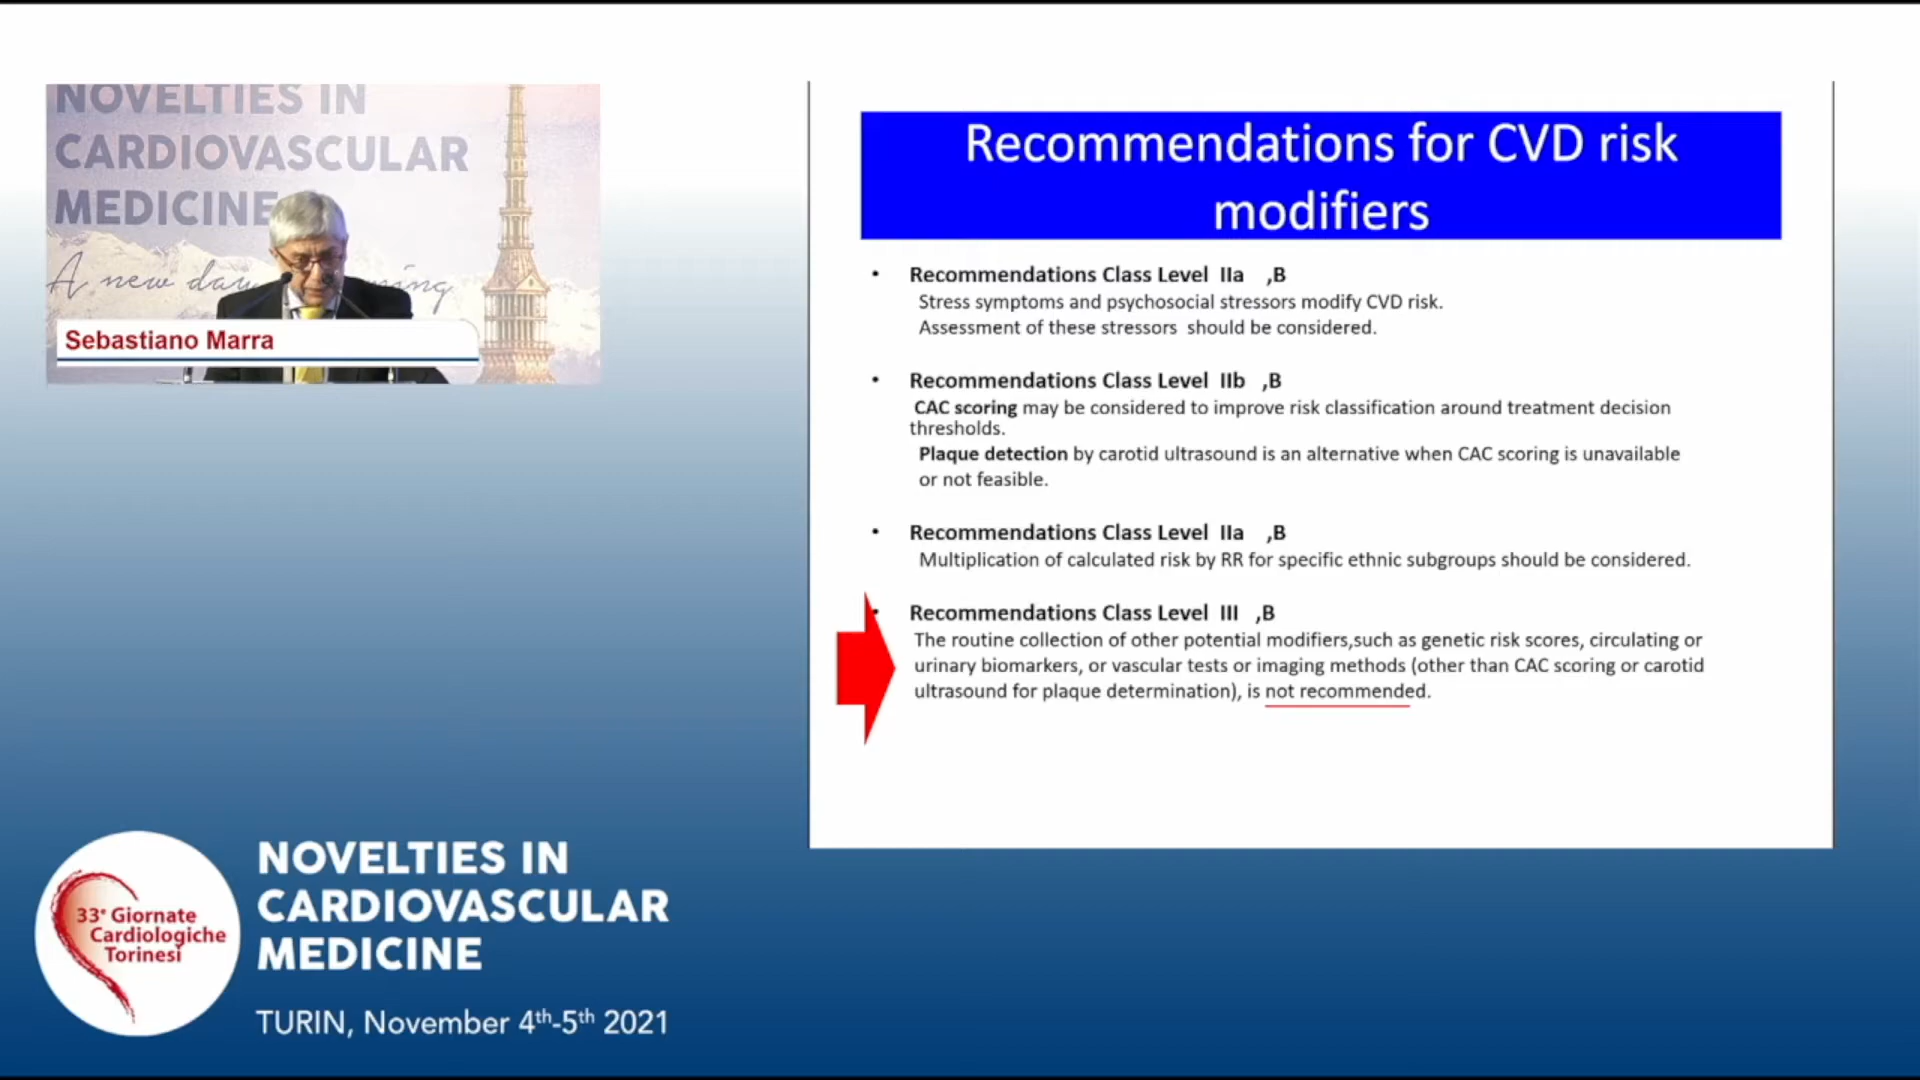 NOVELTIES IN
CARDIOVASCULAR
MEDICINE
A new
Sebastiano Marra
Recommendations for CVD risk
modifiers
• Recommendations Class Level IIa ,B
Stress symptoms and psychosocial stressors modify CVD risk.
Assessment of these stressors should be considered.
• Recommendations Class Level IIb ,B
CAC scoring may be considered to improve risk classification around treatment decision
thresholds.
Plaque detection by carotid ultrasound is an alternative when CAC scoring is unavailable
or not feasible.
• Recommendations Class Level IIa ,B
Multiplication of calculated risk by RR for specific ethnic subgroups should be considered.
• Recommendations Class Level III ,B
The routine collection of other potential modifiers,such as genetic risk scores, circulating or
urinary biomarkers, or vascular tests or imaging methods (other than CAC scoring or carotid
ultrasound for plaque determination), is not recommended.
33° Giornate
Cardiologiche
Torinesi
NOVELTIES IN
CARDIOVASCULAR
MEDICINE
TURIN, November 4th-5th 2021